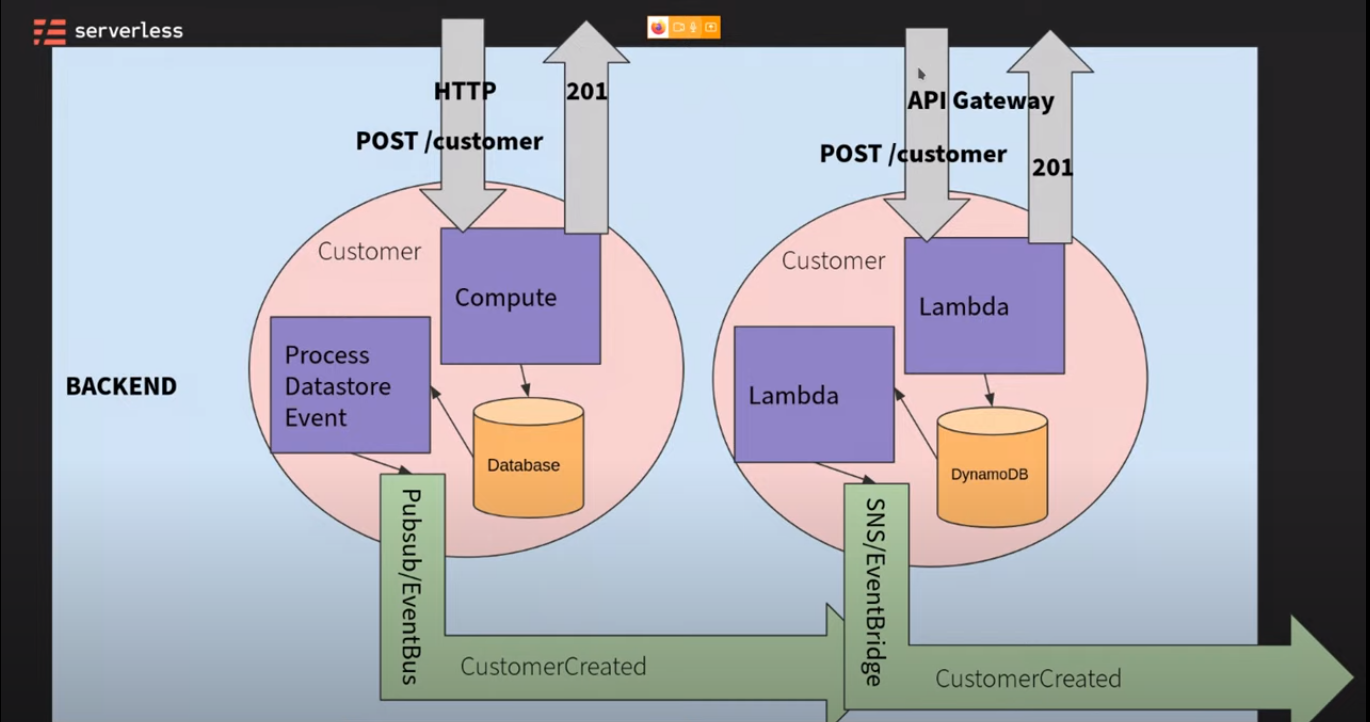 serverless
HTTP
201
POST /customer
API Gateway
POST /customer
201
Customer
Compute
Process
Datastore
Event
Database
Customer
Lambda
Lambda
DynamoDB
BACKEND
Pubsub/EventBus
CustomerCreated
SNS/EventBridge
CustomerCreated